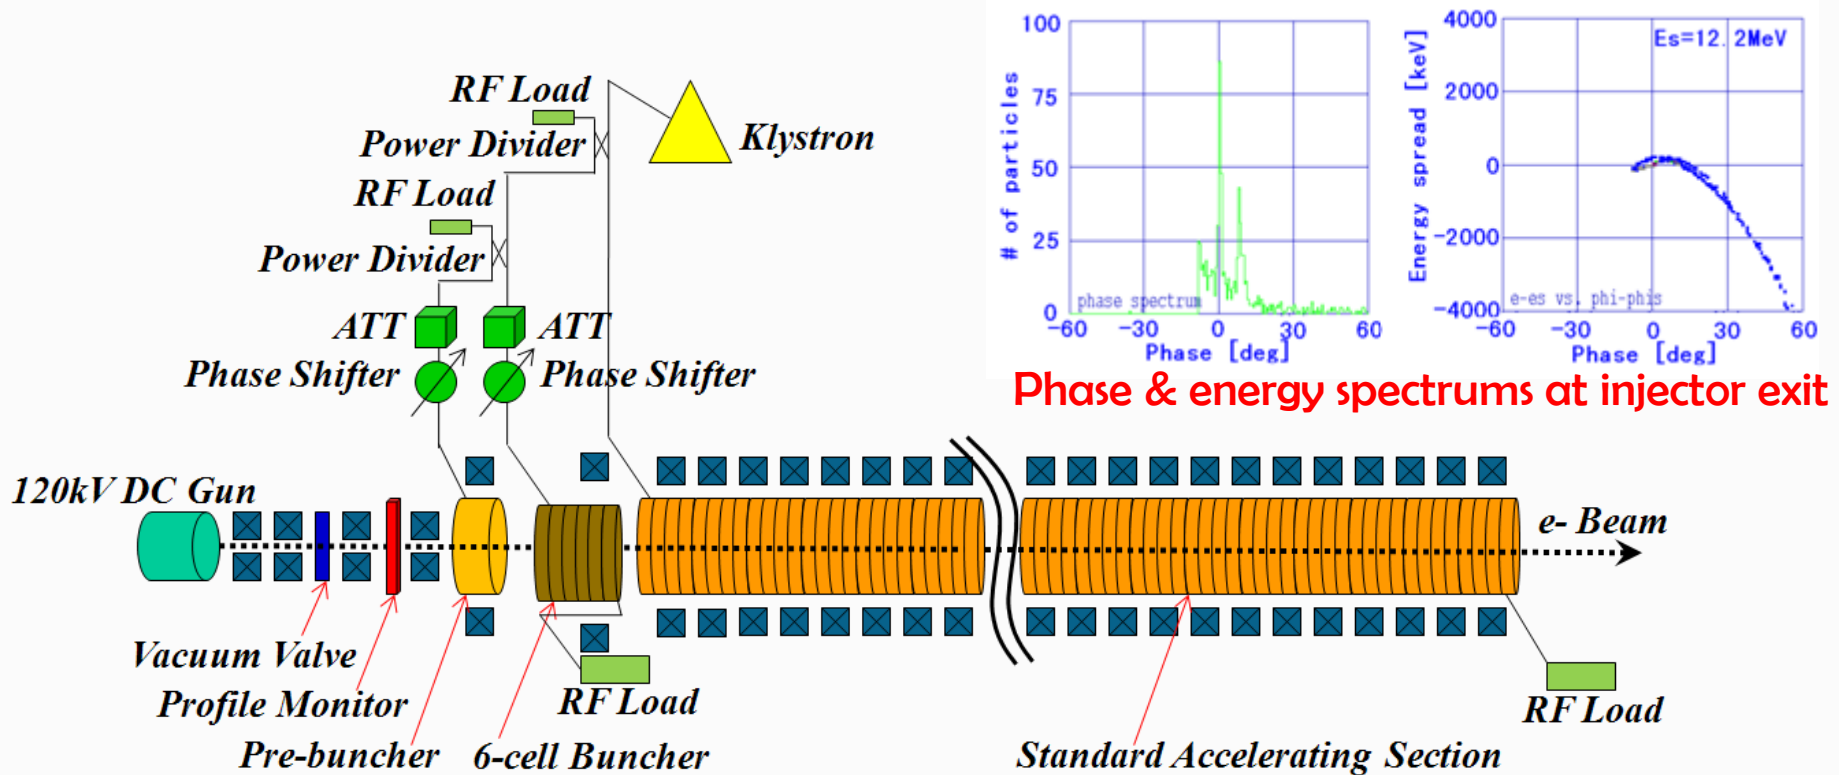 RF Load
Power Divider
Klystron
RF Load
Power Divider
ATT
ATT
Phase Shifter
Phase Shifter
120kV DC Gun
e- Beam
Vacuum Valve
Profile Monitor
Pre-buncher
6-cell Buncher
RF Load
Standard Accelerating Section
RF Load
# of particles
100
75
50
25
0
phase spectrum
-60
-30
0
30
60
Phase [deg]
Energy spread [keV]
4000
2000
0
-2000
-4000
Es=12.2MeV
e-es vs. phi-phis
-60
-30
0
30
60
Phase [deg]
Phase & energy spectrums at injector exit